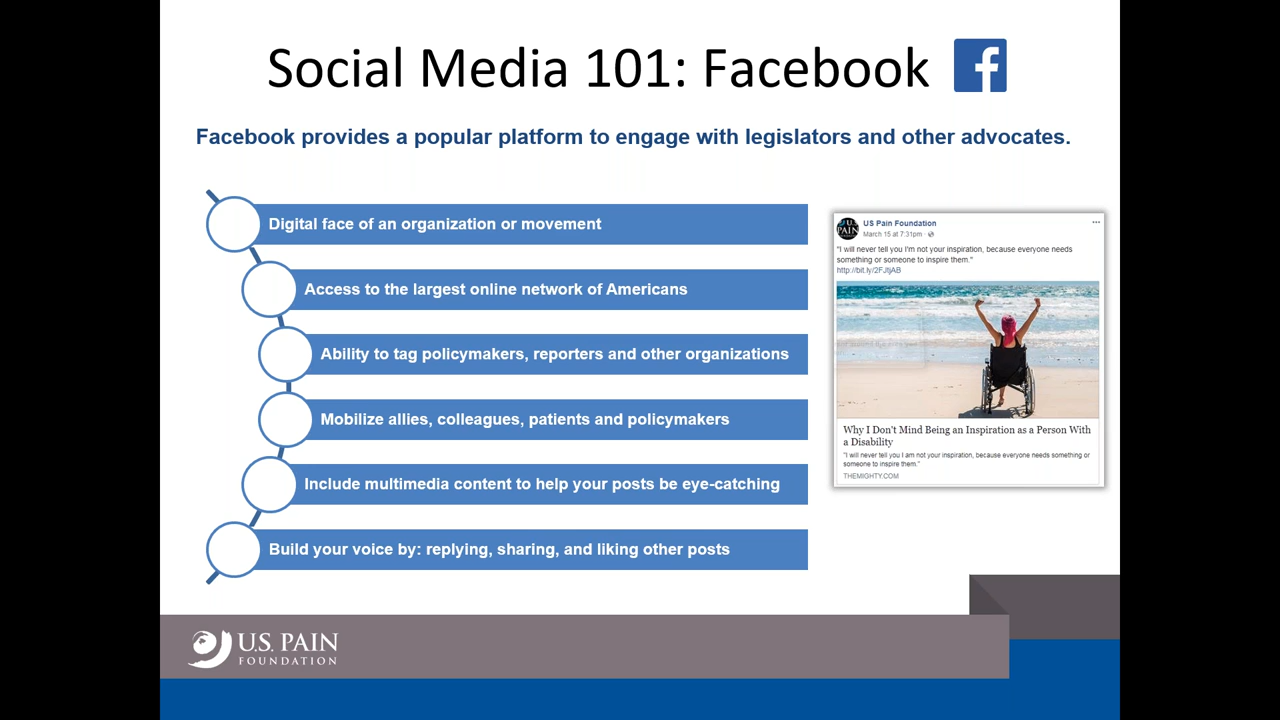 Social Media 101: Facebook
Facebook provides a popular platform to engage with legislators and other advocates.
Digital face of an organization or movement
Access to the largest online network of Americans
Ability to tag policymakers, reporters and other organizations
Mobilize allies, colleagues, patients and policymakers
Include multimedia content to help your posts be eye-catching
Build your voice by: replying, sharing, and liking other posts
U.S. PAIN
US Pain Foundation
March 15 at 7:31pm
"I will never tell you I'm not your inspiration, because everyone needs
something or someone to inspire them."
http://bit.ly/2FJtjAB
Why I Don't Mind Being an Inspiration as a Person With
a Disability
"I will never tell you I am not your inspiration, because everyone needs something or
someone to inspire them."
THEMIGHTY.COM
U.S. PAIN
FOUNDATION